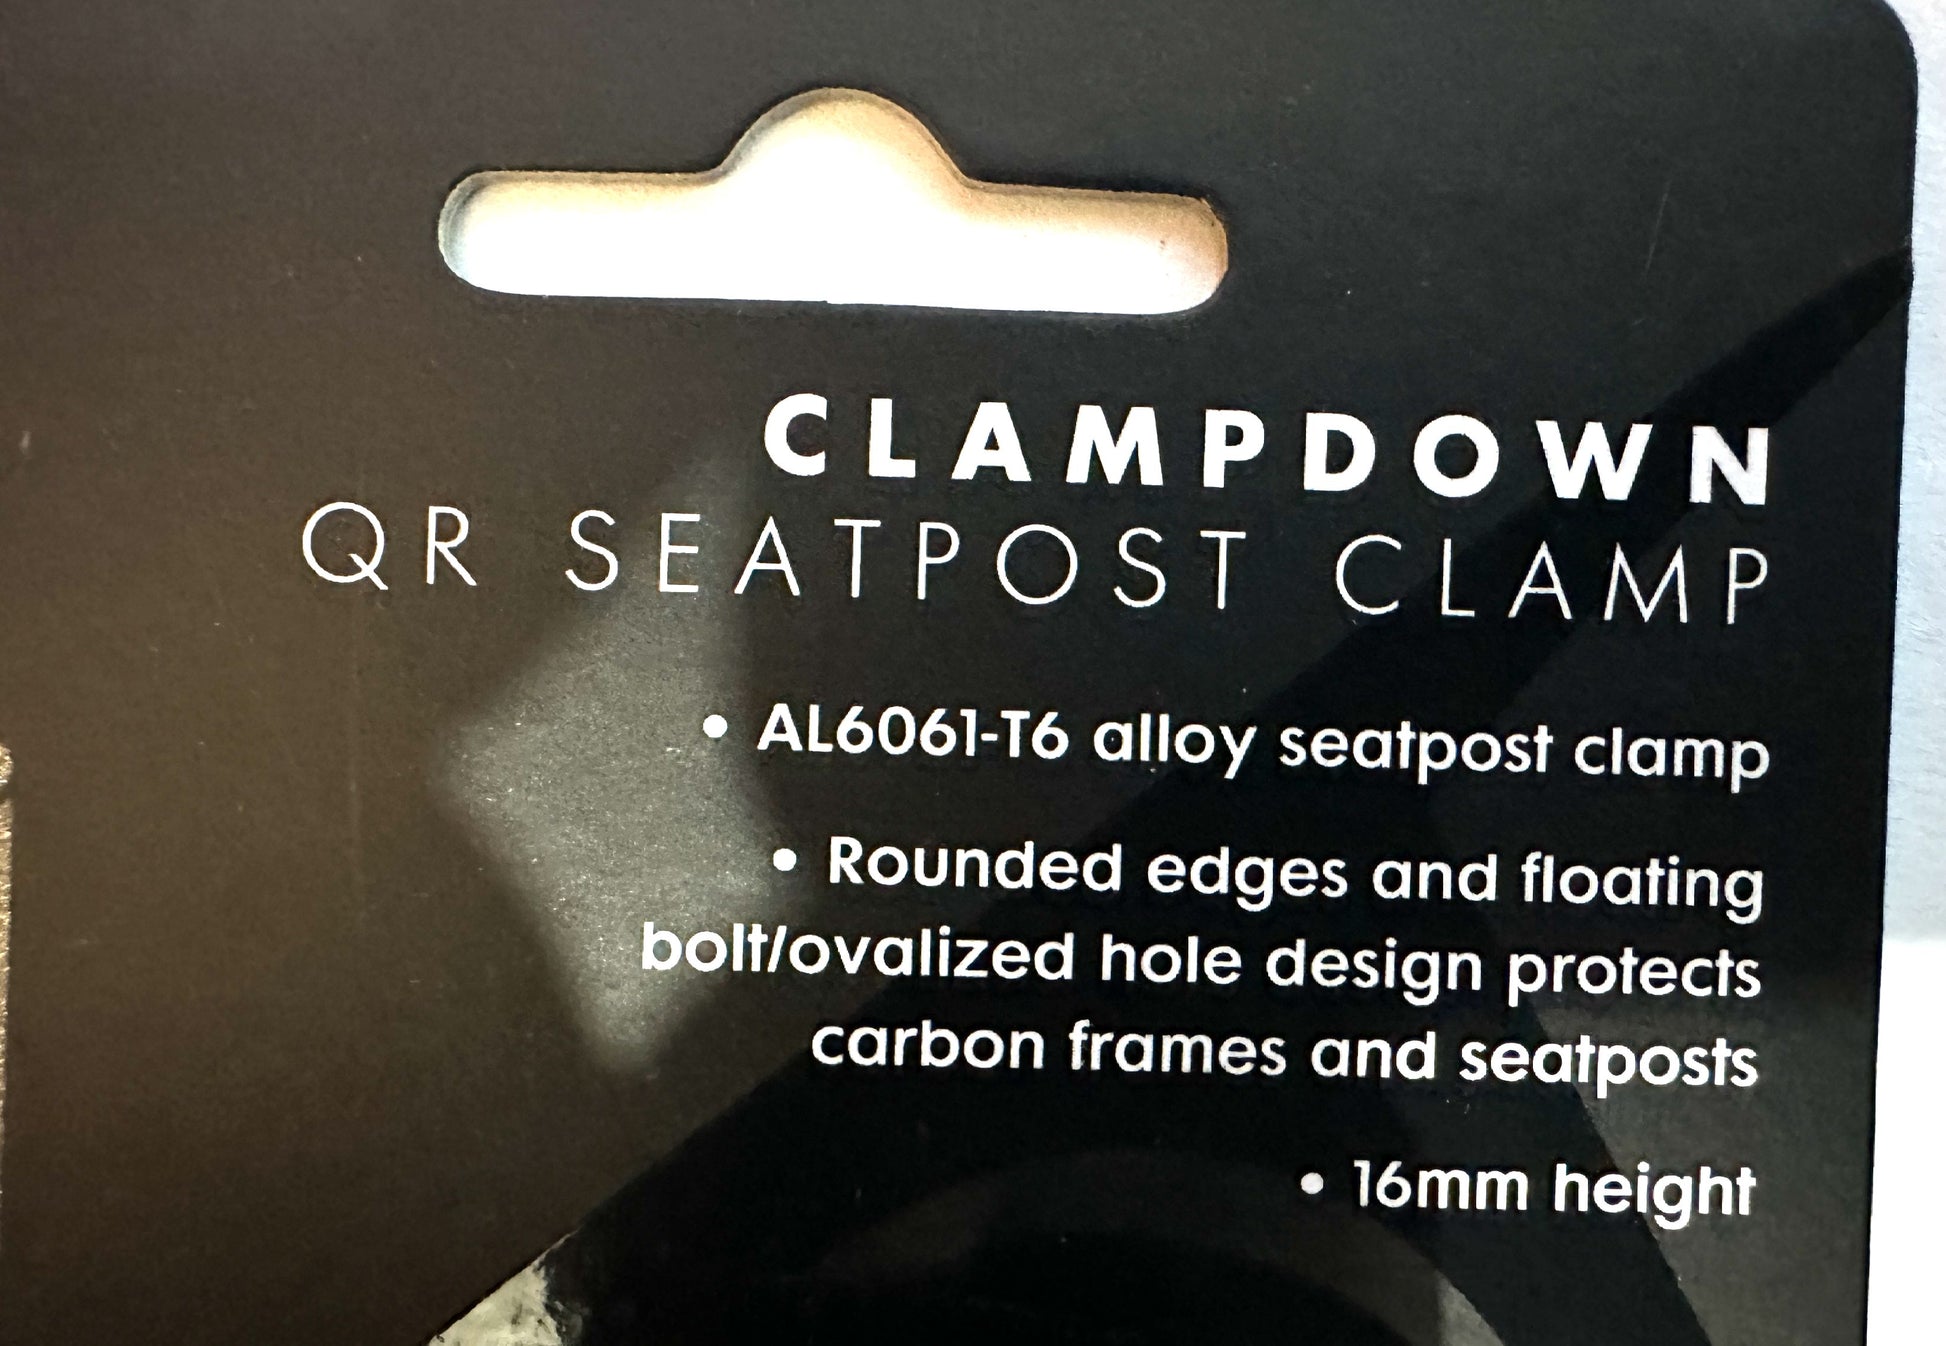 CLAMPDOWN
QR SEATPOST CLAMP
• AL6061-T6 alloy seatpost clamp
• Rounded edges and floating
bolt/ovalized hole design protects
carbon frames and seatposts
• 16mm height